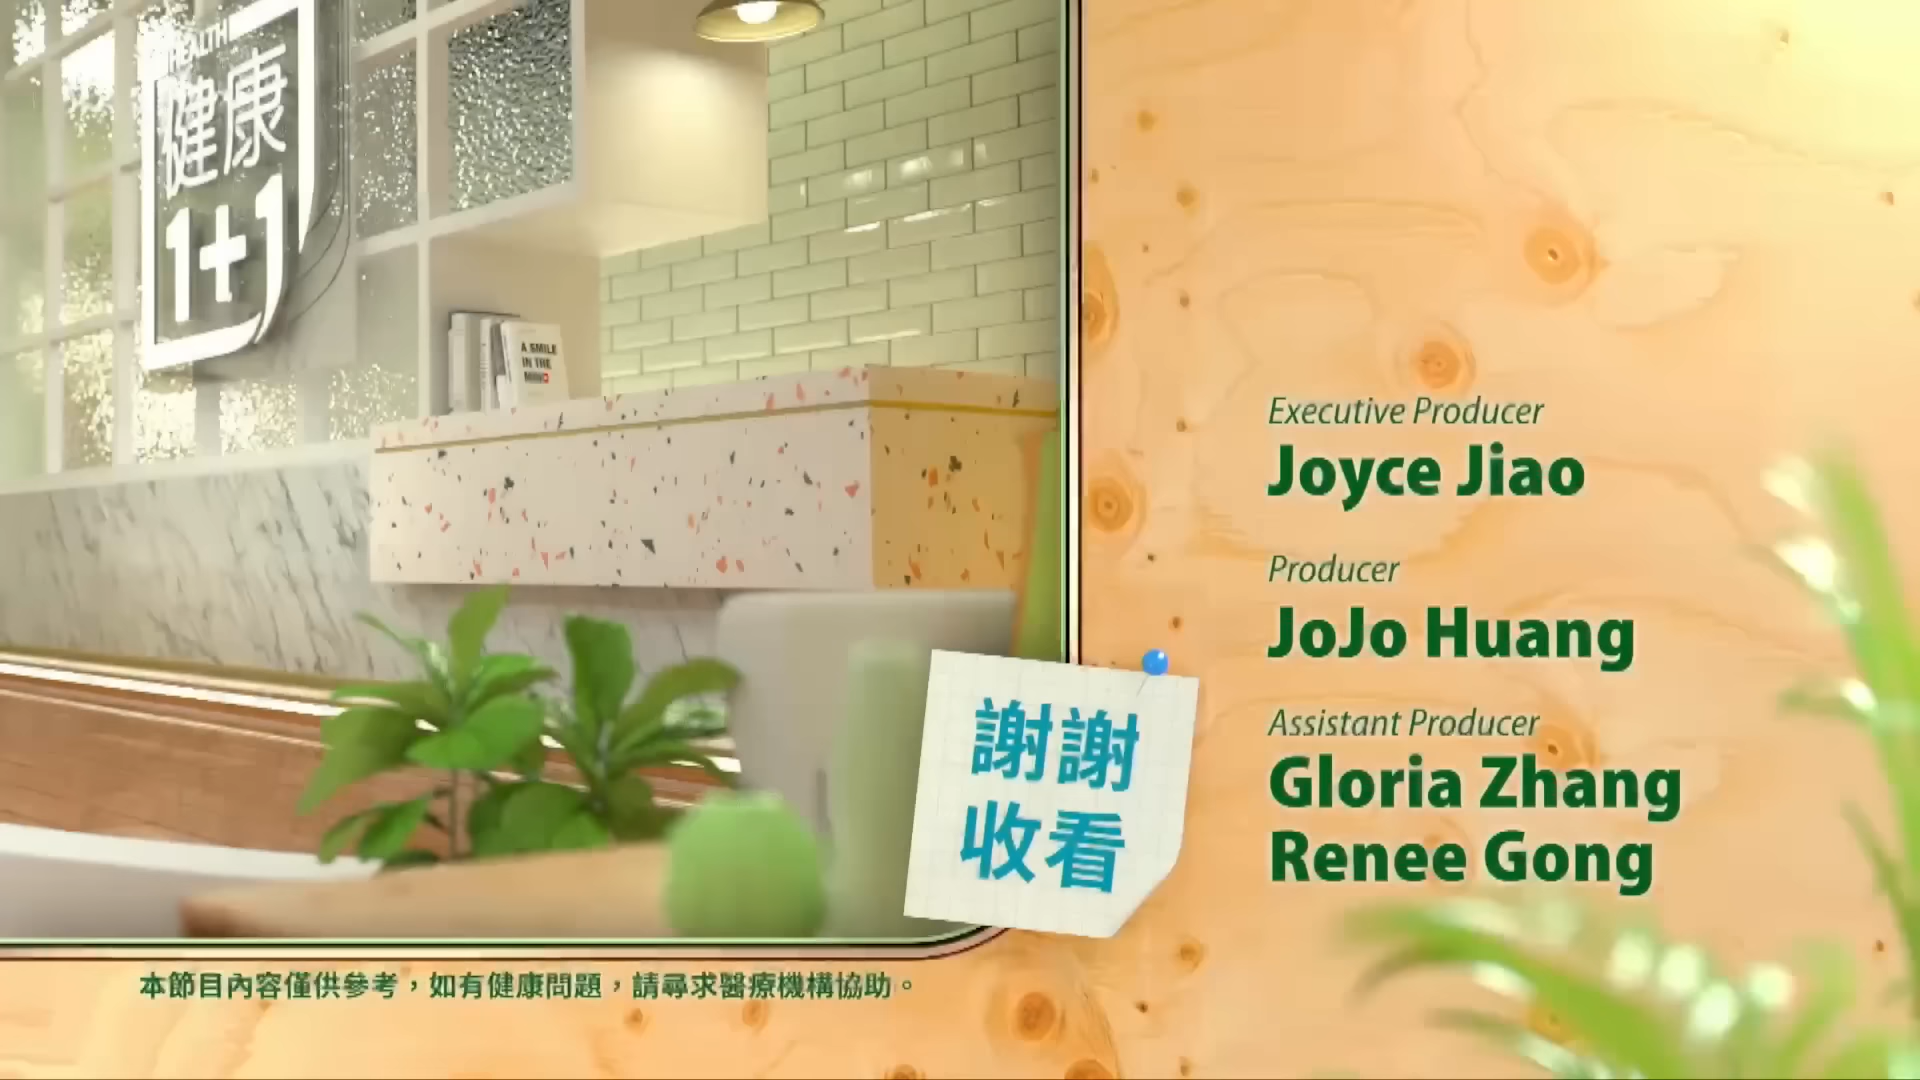 HEALTH
健康
1+1
A SMILE
IN THE
MIND
Executive Producer
Joyce Jiao
Producer
JoJo Huang
Assistant Producer
Gloria Zhang
Renee Gong
謝謝
收看
本節目內容僅供參考，如有健康問題，請尋求醫療機構協助。